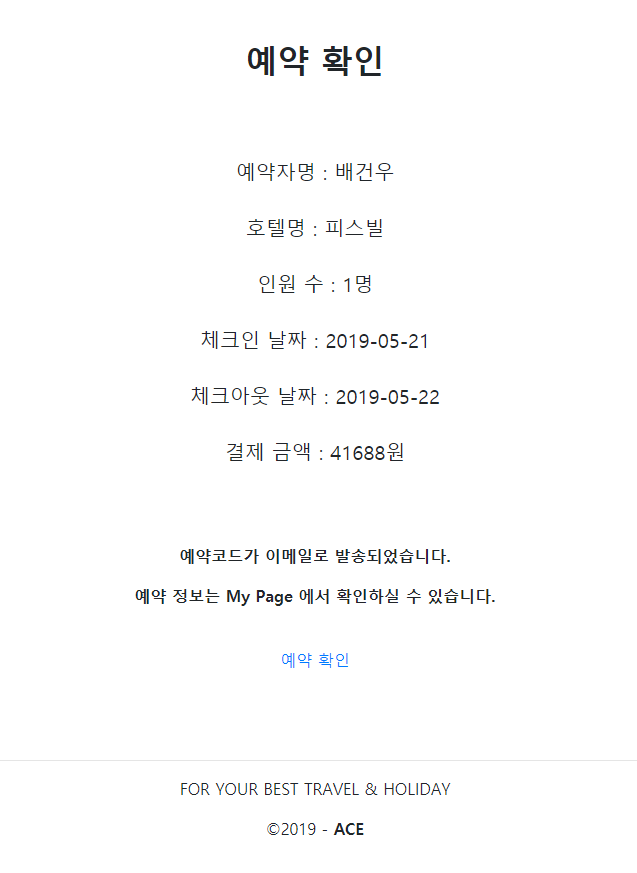 예약 확인
예약자명 : 배건우
호텔명 : 피스빌
인원 수 : 1명
체크인 날짜 : 2019-05-21
체크아웃 날짜 : 2019-05-22
결제 금액 : 41688원
예약코드가 이메일로 발송되었습니다.
예약 정보는 My Page 에서 확인하실 수 있습니다.
예약 확인
FOR YOUR BEST TRAVEL & HOLIDAY
©2019 - ACE